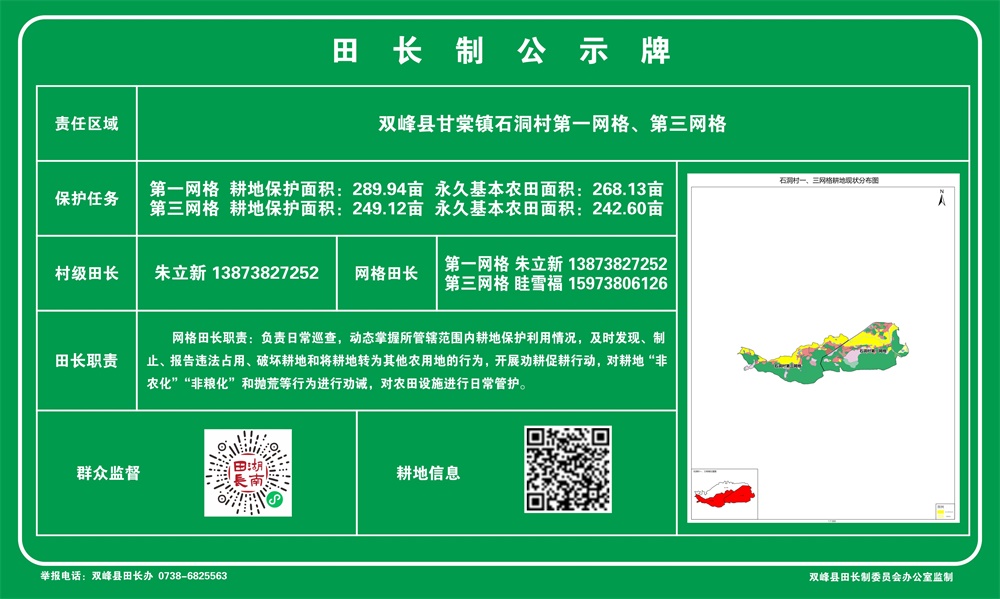 田长制公示牌
责任区域
双峰县甘棠镇石洞村第一网格、第三网格
保护任务
第一网格 耕地保护面积：289.94亩 永久基本农田面积：268.13亩
第三网格 耕地保护面积：249.12亩 永久基本农田面积：242.60亩
村级田长
朱立新 13873827252
网格田长
第一网格 朱立新 13873827252
第三网格 眭雪福 15973806126
田长职责
网格田长职责：负责日常巡查，动态掌握所管辖范围内耕地保护利用情况，及时发现、制
止、报告违法占用、破坏耕地和将耕地转为其他农用地的行为，开展劝耕促耕行动，对耕地“非
农化”“非粮化”和抛荒等行为进行劝诫，对农田设施进行日常管护。
石洞村一、三网格耕地现状分布图
N
群众监督
湖南田長
耕地信息
举报电话：双峰县田长办 0738-6825563
双峰县田长制委员会办公室监制